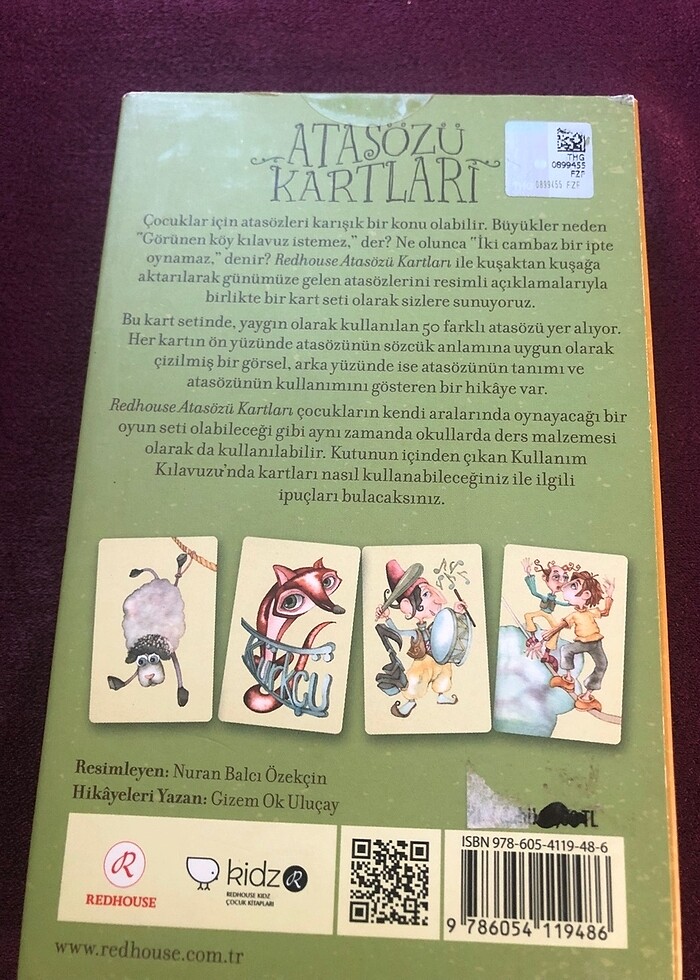 ATASÖZÜ
KARTLARI
THG
0899455
FZF
0899455 FZF
Çocuklar için atasözleri karışık bir konu olabilir. Büyükler neden
"Görünen köy kılavuz istemez," der? Ne olunca "İki cambaz bir ipte
oynamaz," denir? Redhouse Atasözü Kartları ile kuşaktan kuşağa
aktarılarak günümüze gelen atasözlerini resimli açıklamalarıyla
birlikte bir kart seti olarak sizlere sunuyoruz.
Bu kart setinde, yaygın olarak kullanılan 50 farklı atasözü yer alıyor.
Her kartın ön yüzünde atasözünün sözcük anlamına uygun olarak
çizilmiş bir görsel, arka yüzünde ise atasözünün tanımı ve
atasözünün kullanımını gösteren bir hikâye var.
Redhouse Atasözü Kartları çocukların kendi aralarında oynayacağı bir
oyun seti olabileceği gibi aynı zamanda okullarda ders malzemesi
olarak da kullanılabilir. Kutunun içinden çıkan Kullanım
Kılavuzu'nda kartları nasıl kullanabileceğiniz ile ilgili
ipuçları bulacaksınız.
kürkçü
Resimleyen: Nuran Balcı Özekçin
Hikâyeleri Yazan: Gizem Ok Uluçay
TL
R
REDHOUSE
kidz R
REDHOUSE KIDZ
ÇOCUK KİTAPLARI
ISBN 978-605-4119-48-6
9 786054 119486
www.redhouse.com.tr